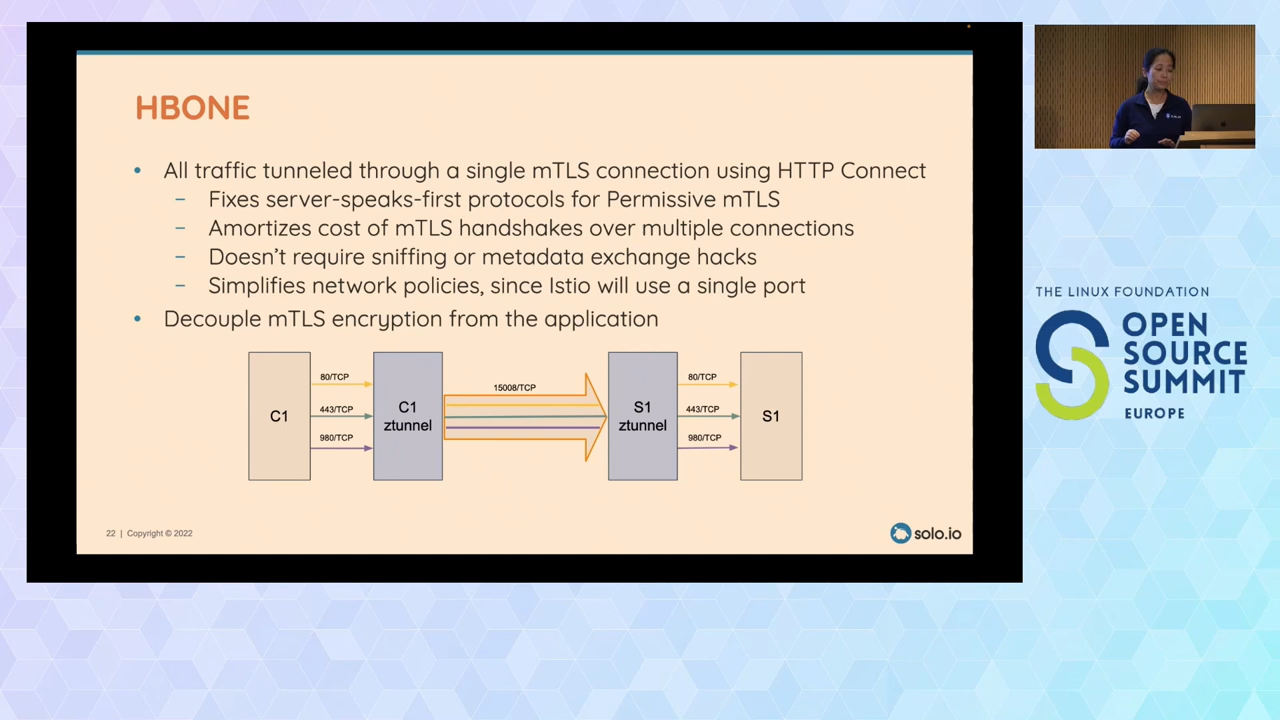 HBONE
• All traffic tunneled through a single mTLS connection using HTTP Connect
– Fixes server-speaks-first protocols for Permissive mTLS
– Amortizes cost of mTLS handshakes over multiple connections
– Doesn't require sniffing or metadata exchange hacks
– Simplifies network policies, since Istio will use a single port
• Decouple mTLS encryption from the application
C1
80/TCP
443/TCP
980/TCP
C1
ztunnel
15008/TCP
S1
ztunnel
80/TCP
443/TCP
980/TCP
S1
22 | Copyright © 2022
solo.io
THE LINUX FOUNDATION
OPEN
SOURCE
SUMMIT
EUROPE